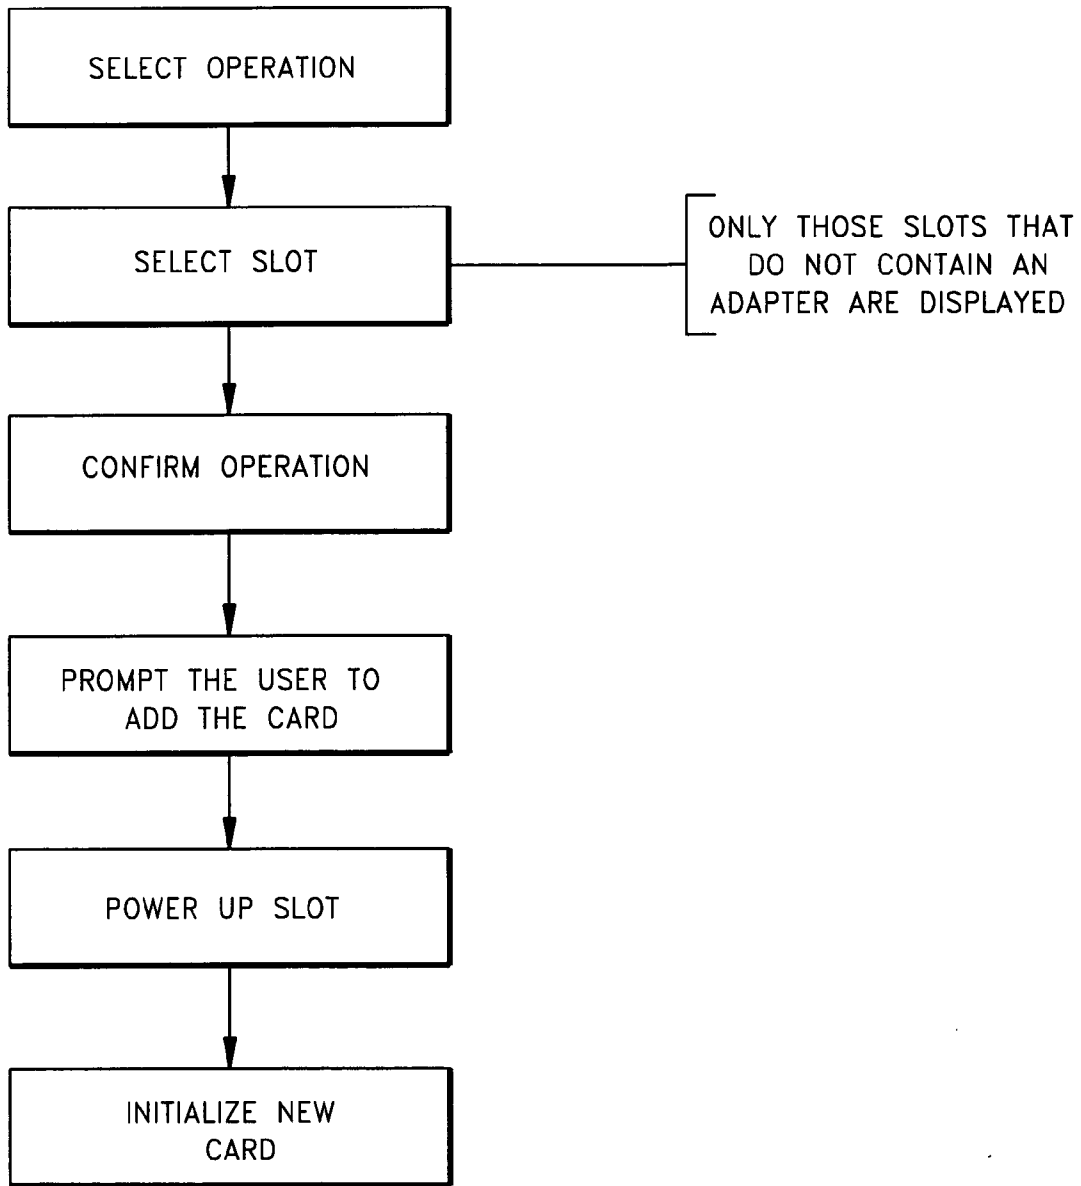 SELECT OPERATION
SELECT SLOT
ONLY THOSE SLOTS THAT
DO NOT CONTAIN AN
ADAPTER ARE DISPLAYED
CONFIRM OPERATION
PROMPT THE USER TO
ADD THE CARD
POWER UP SLOT
INITIALIZE NEW
CARD